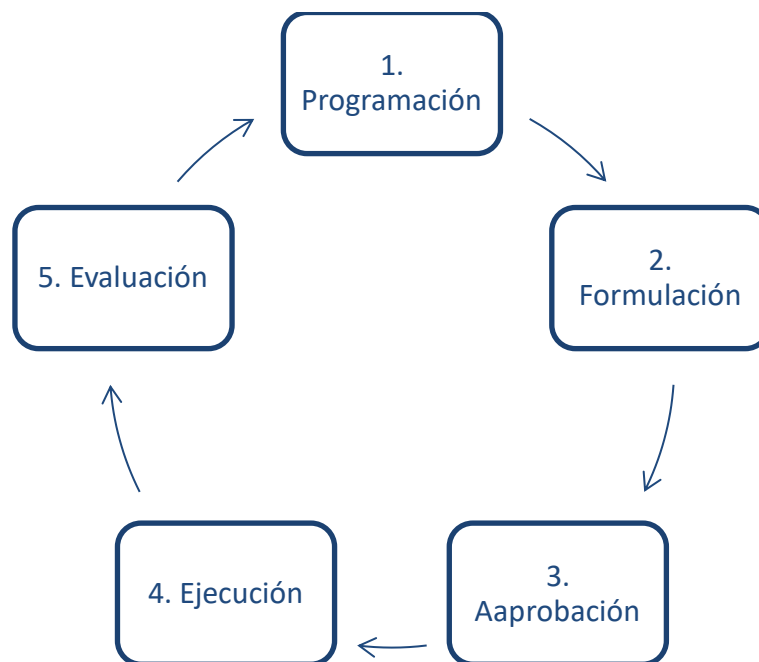 1.
Programación
2.
Formulación
3.
Aaprobación
4. Ejecución
5. Evaluación